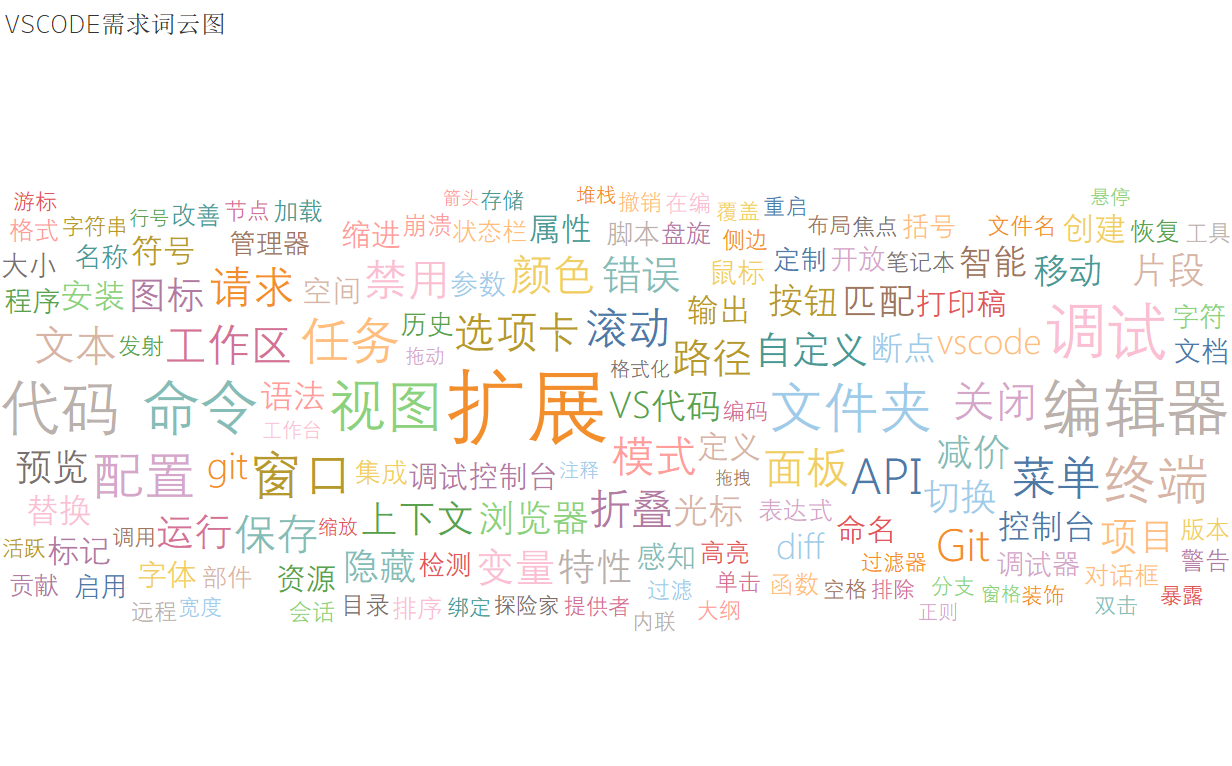 VSCODE需求词云图
箭头 存储 堆栈 悬停
游标 撤销 在编
字符串 行号 改善 节点 加载 覆盖 重启
格式 缩进 崩溃 状态栏 属性 脚本 盘旋 侧边 布局 焦点 括号 文件名 创建 恢复 工具
大小 名称 符号 管理器 定制 开放 笔记本 智能
程序 安装 图标 请求 空间 禁用 参数 颜色 错误 鼠标 移动 片段
输出 按钮 匹配 打印稿 字符
文本 发射 工作区 任务 历史 选项卡 滚动 路径 自定义 断点 vscode 调试 文档
拖动 格式化
代码 命令 语法 视图 扩展 VS代码 编码 文件夹 关闭 编辑器
工作台
预览 配置 git 窗口 集成 调试控制台 注释 模式 定义 面板 API 减价 菜单 终端
拖拽
替换 上下文 浏览器 折叠 光标 表达式 切换
调用 运行 保存 缩放 命名 控制台 项目 版本
活跃 标记 隐藏 检测 变量 特性 感知 高亮 diff 过滤器 Git 调试器 警告
贡献 启用 字体 部件 资源 过滤 单击 函数 空格 排除 分支 窗格 装饰 对话框 暴露
远程 宽度 会话 目录 排序 绑定 探险家 提供者 内联 大纲 正则 双击